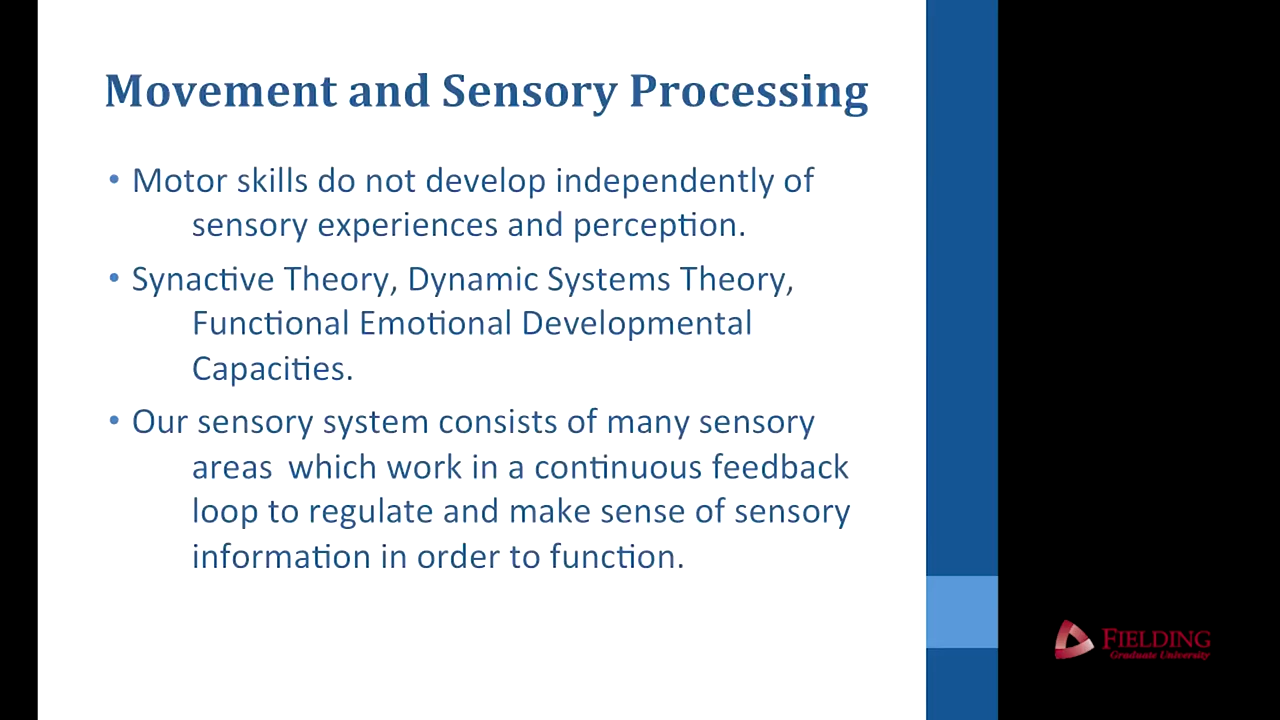 Movement and Sensory Processing
• Motor skills do not develop independently of
sensory experiences and perception.
• Synactive Theory, Dynamic Systems Theory,
Functional Emotional Developmental
Capacities.
• Our sensory system consists of many sensory
areas which work in a continuous feedback
loop to regulate and make sense of sensory
information in order to function.
FIELDING
Graduate University